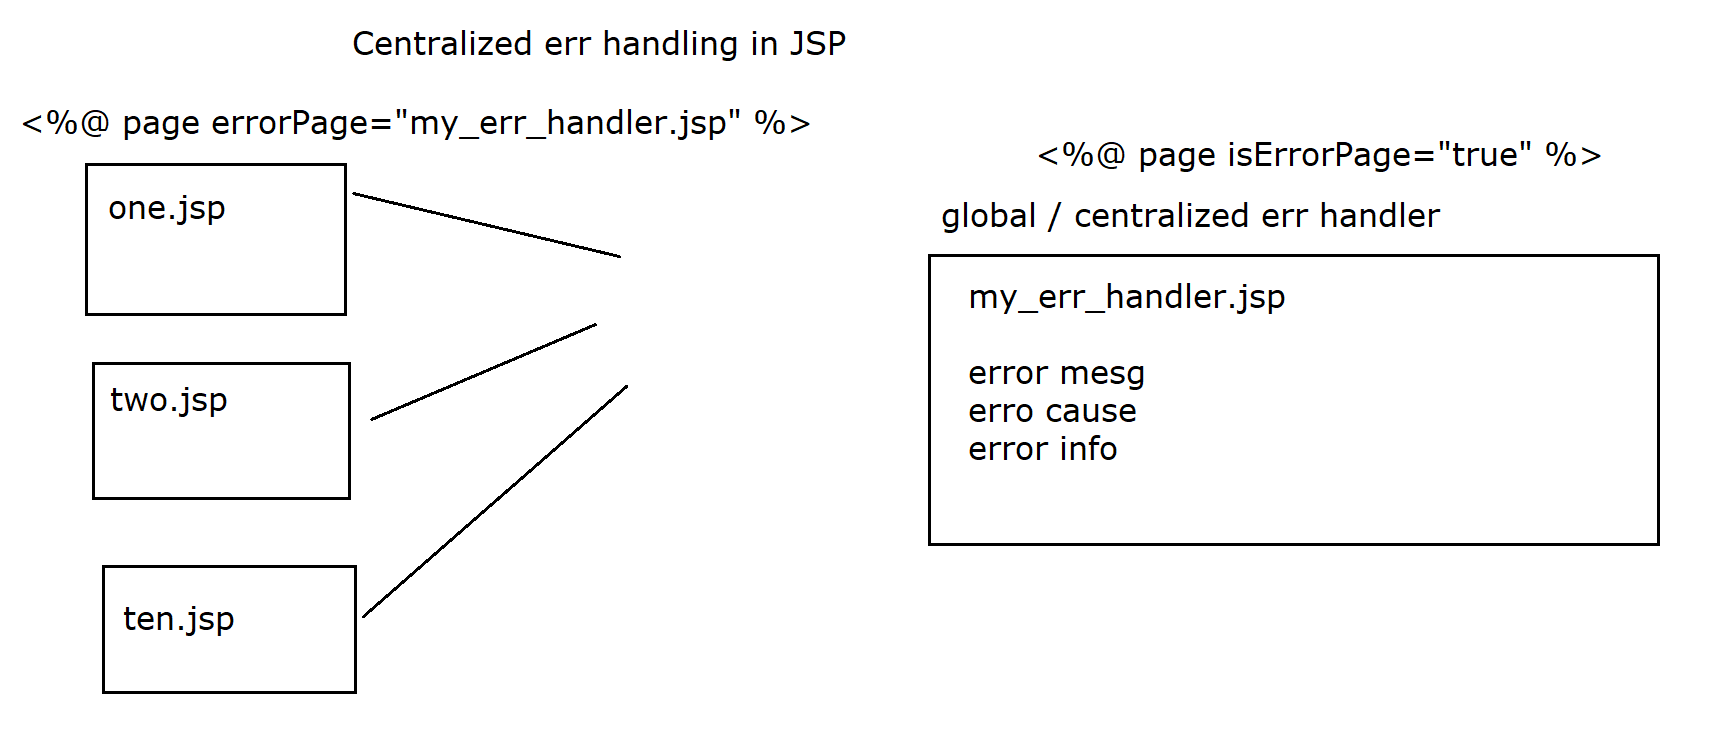 Centralized err handling in JSP
<%@ page errorPage="my_err_handler.jsp" %>
one.jsp
two.jsp
ten.jsp
<%@ page isErrorPage="true" %>
global / centralized err handler
my_err_handler.jsp
error mesg
erro cause
error info